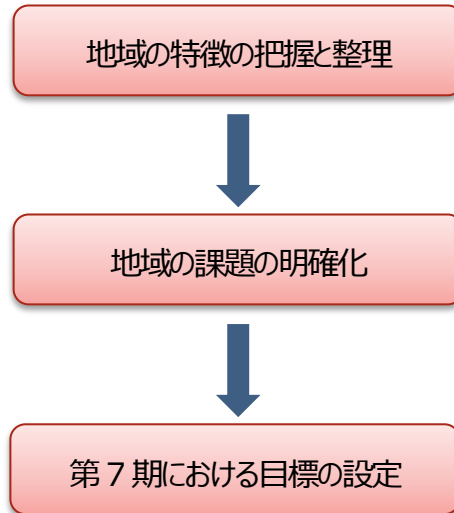 地域の特徴の把握と整理
地域の課題の明確化
第７期における目標の設定